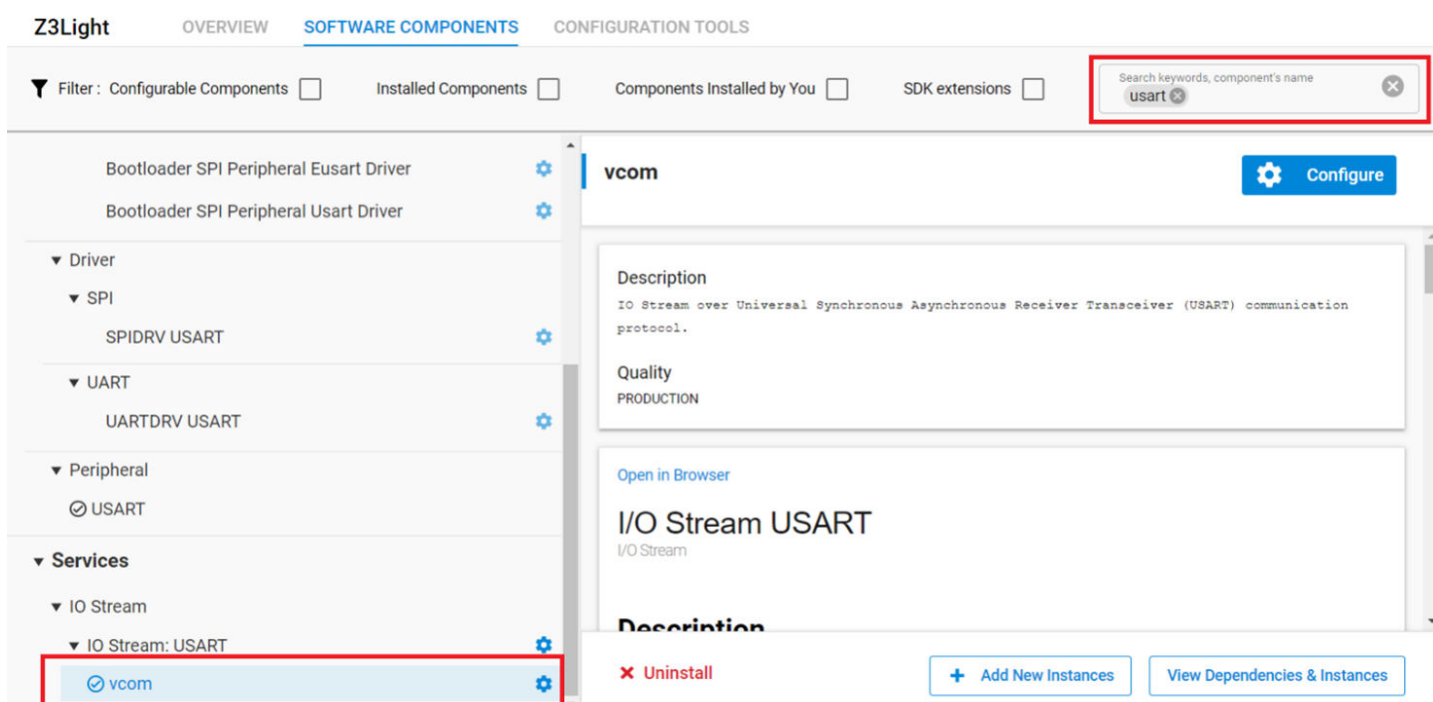 Z3Light OVERVIEW SOFTWARE COMPONENTS CONFIGURATION TOOLS
Filter : Configurable Components Installed Components Components Installed by You SDK extensions
Search keywords, component's name
usart
Bootloader SPI Peripheral Eusart Driver
Bootloader SPI Peripheral Usart Driver
Driver
SPI
SPIDRV USART
UART
UARTDRV USART
Peripheral
USART
Services
IO Stream
IO Stream: USART
vcom
vcom Configure
Description
IO Stream over Universal Synchronous Asynchronous Receiver Transceiver (USART) communication
protocol.
Quality
PRODUCTION
Open in Browser
I/O Stream USART
I/O Stream
Description
Uninstall + Add New Instances View Dependencies & Instances